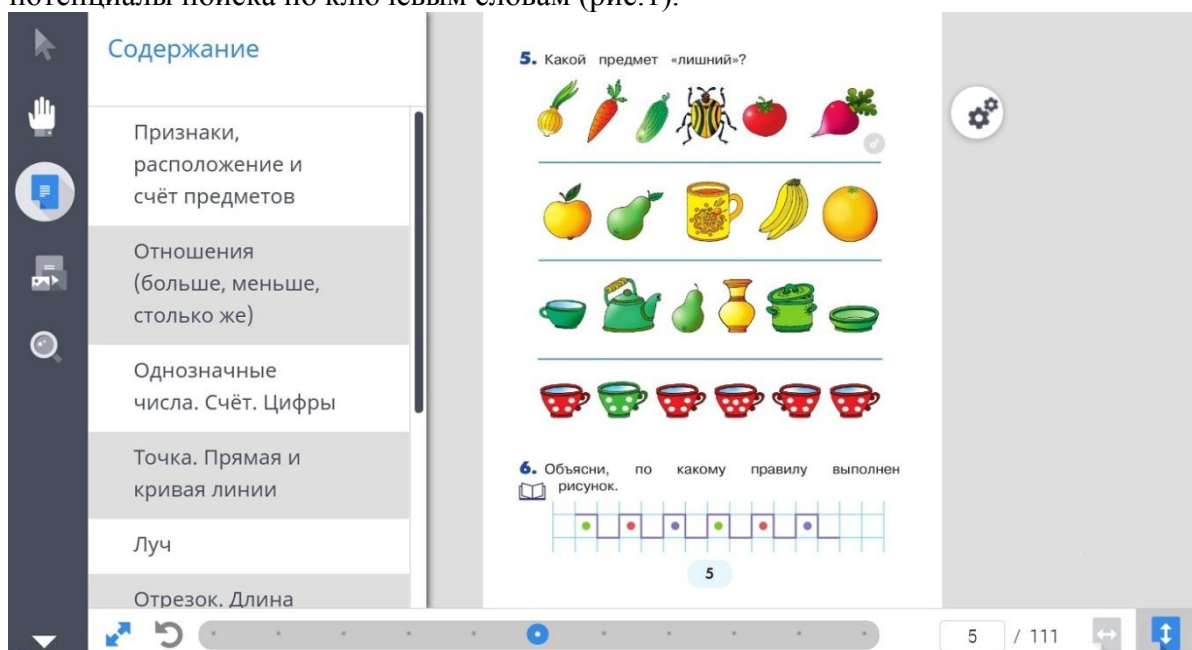 потенциалы поиска по ключевым словам (рис.1).
Содержание
Признаки,
расположение и
счёт предметов
Отношения
(больше, меньше,
столько же)
Однозначные
числа. Счёт. Цифры
Точка. Прямая и
кривая линии
Луч
Отрезок. Длина
5. Какой предмет «лишний»?
6. Объясни, по какому правилу выполнен
рисунок.
5
5 / 111